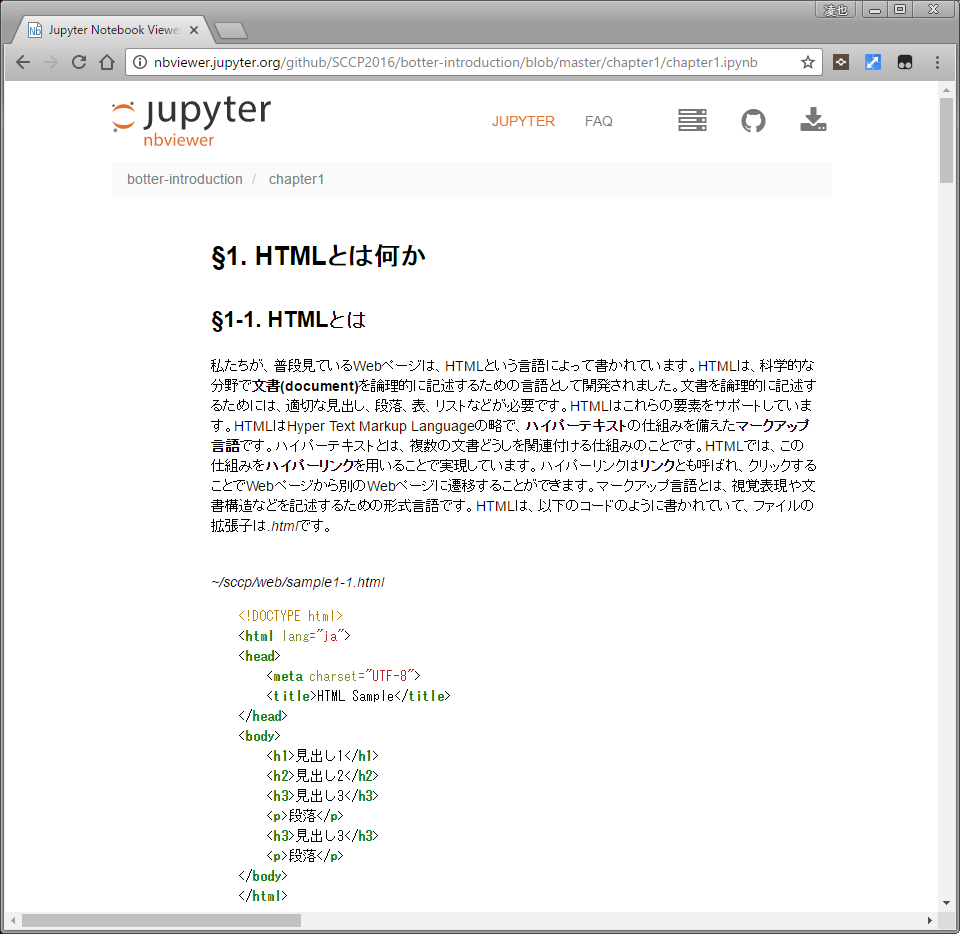 凌也
Jupyter Notebook Viewe
nbviewer.jupyter.org/github/SCCP2016/botter-introduction/blob/master/chapter1/chapter1.ipynb
jupyter
nbviewer
JUPYTER FAQ
botter-introduction / chapter1
§1. HTMLとは何か
§1-1. HTMLとは
私たちが、普段見ているWebページは、HTMLという言語によって書かれています。HTMLは、科学的な
分野で文書(document)を論理的に記述するための言語として開発されました。文書を論理的に記述す
るためには、適切な見出し、段落、表、リストなどが必要です。HTMLはこれらの要素をサポートしていま
す。HTMLはHyper Text Markup Languageの略で、ハイパーテキストの仕組みを備えたマークアップ
言語です。ハイパーテキストとは、複数の文書どうしを関連付ける仕組みのことです。HTMLでは、この
仕組みをハイパーリンクを用いることで実現しています。ハイパーリンクはリンクとも呼ばれ、クリックする
ことでWebページから別のWebページに遷移することができます。マークアップ言語とは、視覚表現や文
書構造などを記述するための形式言語です。HTMLは、以下のコードのように書かれていて、ファイルの
拡張子は.htmlです。
~/sccp/web/sample1-1.html
<!DOCTYPE html>
<html lang="ja">
<head>
<meta charset="UTF-8">
<title>HTML Sample</title>
</head>
<body>
<h1>見出し1</h1>
<h2>見出し2</h2>
<h3>見出し3</h3>
<p>段落</p>
<h3>見出し3</h3>
<p>段落</p>
</body>
</html>